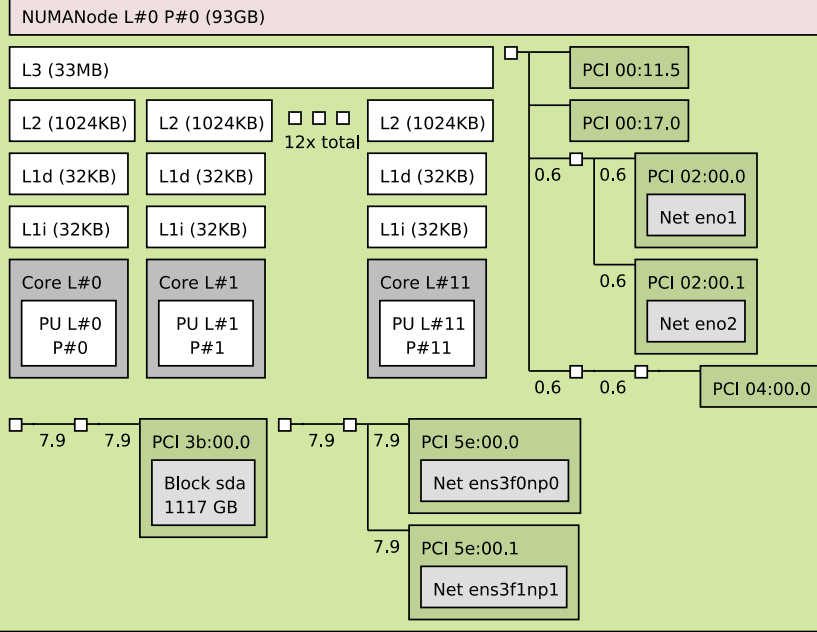 NUMANode L#0 P#0 (93GB)
L3 (33MB)
PCI 00:11.5
L2 (1024KB)
L2 (1024KB)
12x total
L2 (1024KB)
PCI 00:17.0
L1d (32KB)
L1d (32KB)
L1d (32KB)
0.6
0.6
PCI 02:00.0
Net eno1
L1i (32KB)
L1i (32KB)
L1i (32KB)
Core L#0
PU L#0
P#0
Core L#1
PU L#1
P#1
Core L#11
PU L#11
P#11
0.6
PCI 02:00.1
Net eno2
0.6
0.6
PCI 04:00.0
7.9
7.9
PCI 3b:00.0
Block sda
1117 GB
7.9
7.9
PCI 5e:00.0
Net ens3f0np0
7.9
PCI 5e:00.1
Net ens3f1np1